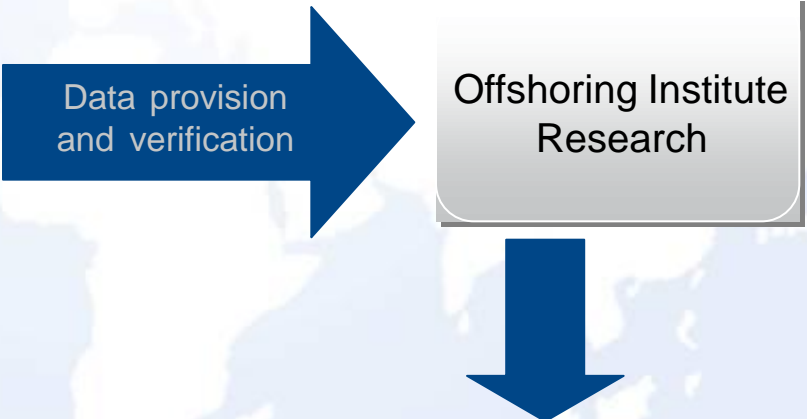 Data provision
and verification
Offshoring Institute
Research